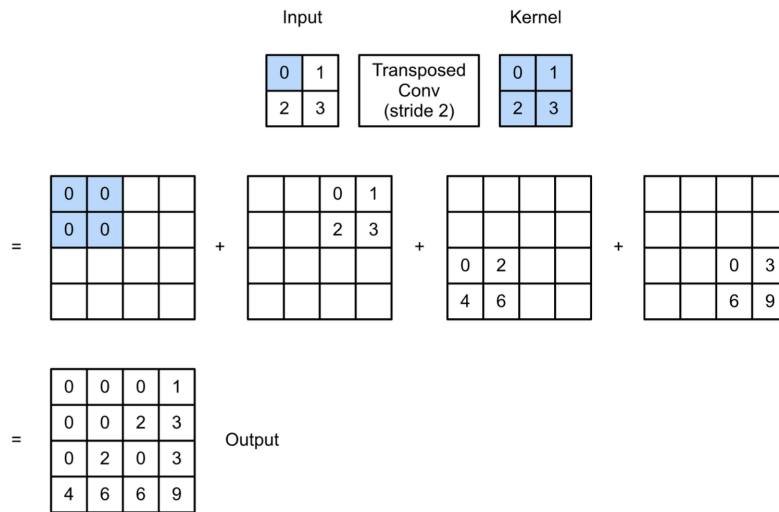 Input Kernel
0 1 Transposed 0 1
Conv
2 3 (stride 2) 2 3
0 0 0 1
0 0 2 3
= + + +
0 2 0 3
4 6 6 9
0 0 0 1
0 0 2 3
= Output
0 2 0 3
4 6 6 9